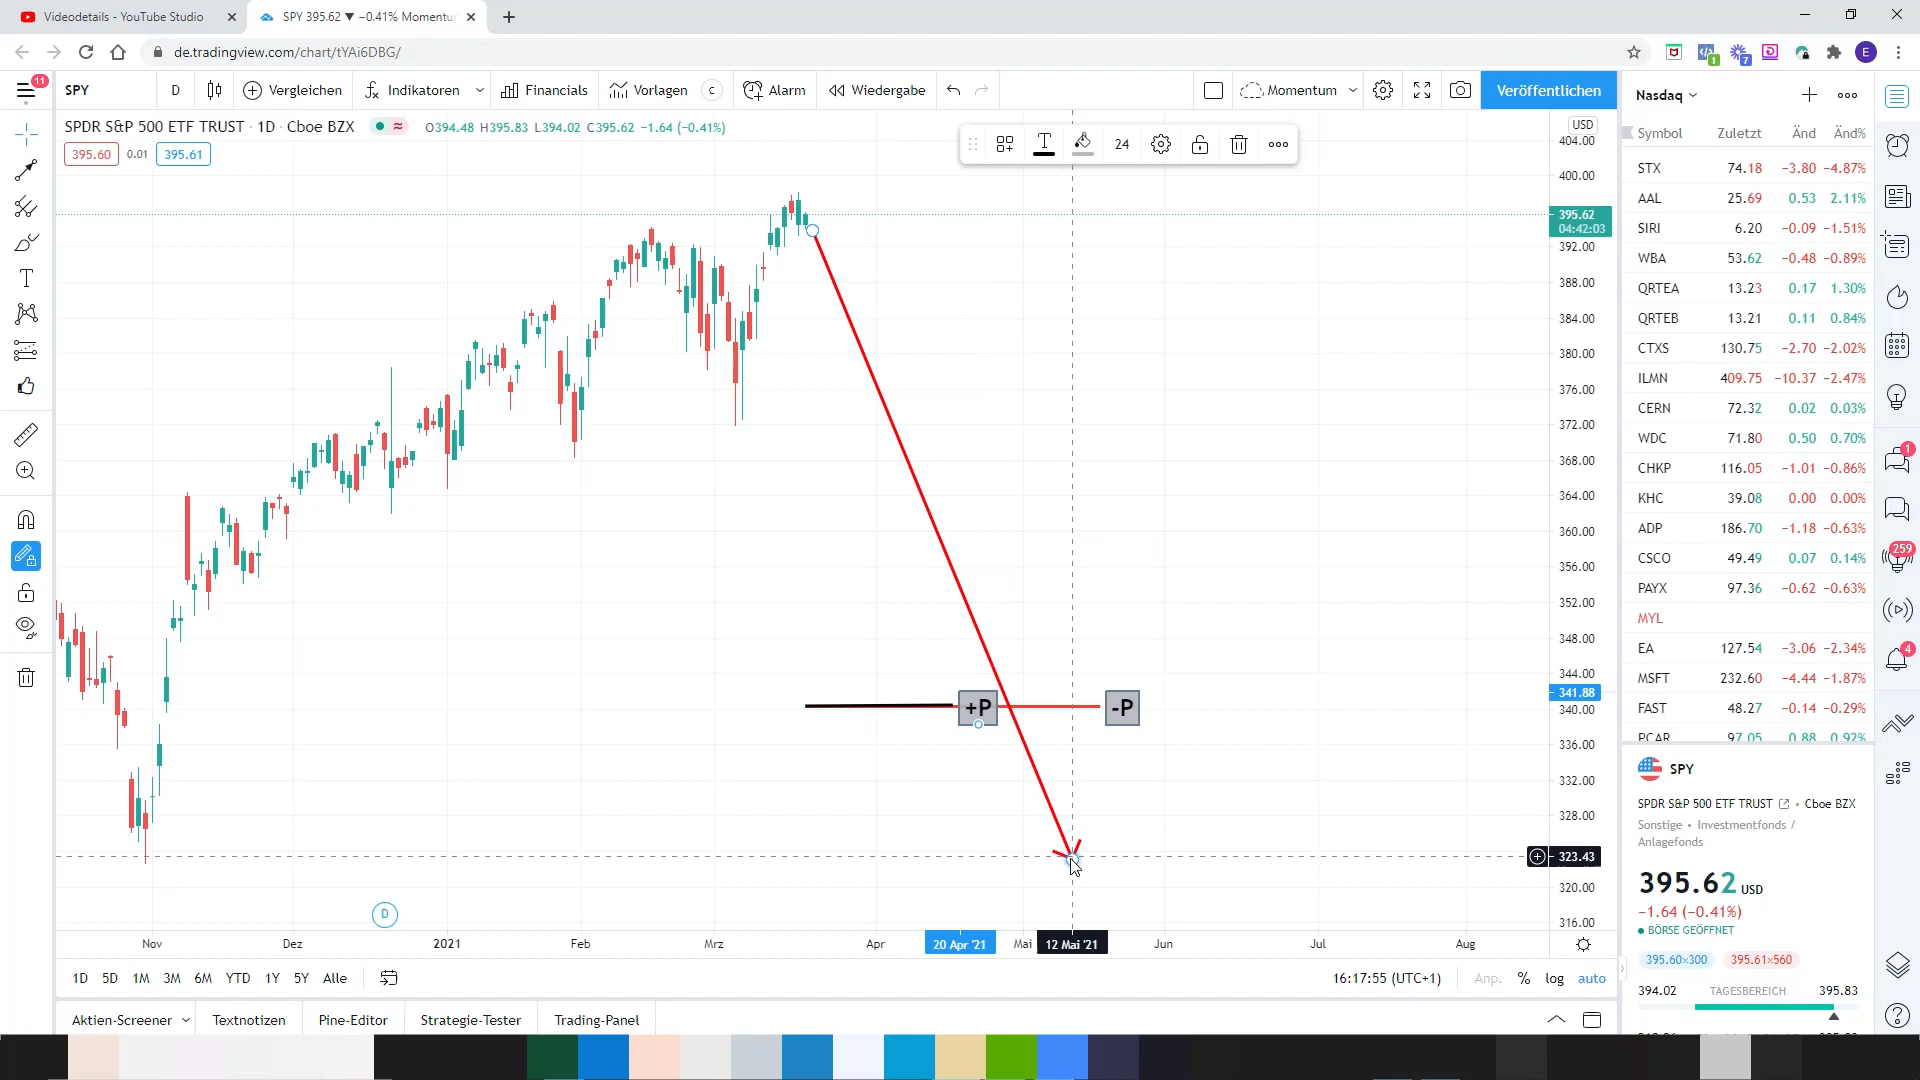 Videodetails - YouTube Studio
SPY 395.62 ▼ −0.41% Momentu
de.tradingview.com/chart/tYAi6DBG/
1
7
E
11
SPY
D
Vergleichen
Indikatoren
Financials
Vorlagen
C
Alarm
Wiedergabe
Momentum
Veröffentlichen
SPDR S&P 500 ETF TRUST · 1D · Cboe BZX
O394.48 H395.83 L394.02 C395.62 −1.64 (−0.41%)
395.60
0.01
395.61
24
USD
404.00
400.00
395.62
04:42:03
392.00
388.00
384.00
380.00
376.00
372.00
368.00
364.00
360.00
356.00
352.00
348.00
344.00
341.88
340.00
336.00
332.00
328.00
323.43
320.00
316.00
+P
-P
D
Nov
Dez
2021
Feb
Mrz
Apr
20 Apr '21
Mai
12 Mai '21
Jun
Jul
Aug
1D
5D
1M
3M
6M
YTD
1Y
5Y
Alle
16:17:55 (UTC+1)
Anp.
%
log
auto
Aktien-Screener
Textnotizen
Pine-Editor
Strategie-Tester
Trading-Panel
Nasdaq
Symbol Zuletzt Änd Änd%
STX 74.18 −3.80 −4.87%
AAL 25.69 0.53 2.11%
SIRI 6.20 −0.09 −1.51%
WBA 53.62 −0.48 −0.89%
QRTEA 13.23 0.17 1.30%
QRTEB 13.21 0.11 0.84%
CTXS 130.75 −2.70 −2.02%
ILMN 409.75 −10.37 −2.47%
CERN 72.32 0.02 0.03%
WDC 71.80 0.50 0.70%
CHKP 116.05 −1.01 −0.86%
KHC 39.08 0.00 0.00%
ADP 186.70 −1.18 −0.63%
CSCO 49.49 0.07 0.14%
PAYX 97.36 −0.62 −0.63%
MYL
EA 127.54 −3.06 −2.34%
MSFT 232.60 −4.44 −1.87%
FAST 48.27 −0.14 −0.29%
PCAR 97.05 0.88 0.92%
SPY
SPDR S&P 500 ETF TRUST • Cboe BZX
Sonstige • Investmentfonds /
Anlagefonds
395.62 USD
−1.64 (−0.41%)
BÖRSE GEÖFFNET
395.60×300
395.61×560
394.02 TAGESBEREICH 395.83
1
259
4